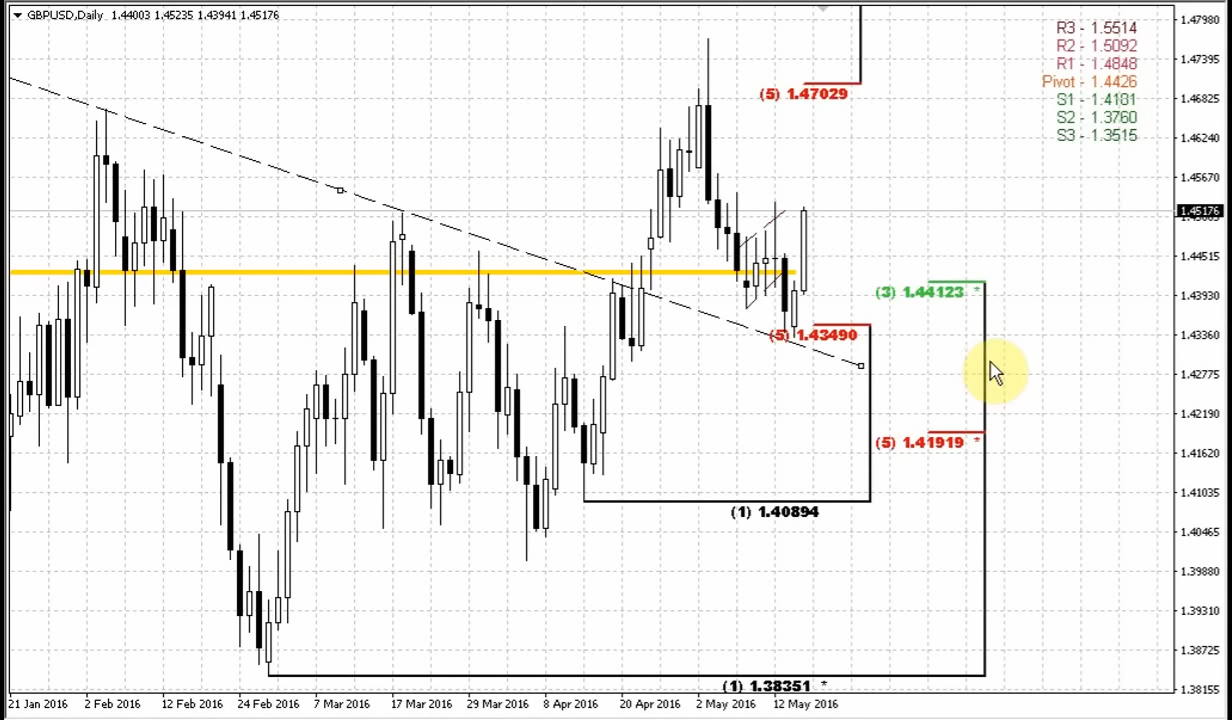 GBPUSD,Daily 1.44003 1.45235 1.43941 1.45176
R3 - 1.5514
R2 - 1.5092
R1 - 1.4848
Pivot - 1.4426
S1 - 1.4181
S2 - 1.3760
S3 - 1.3515
(5) 1.47029
(3) 1.44123 *
(5) 1.43490
(5) 1.41919 *
(1) 1.40894
(1) 1.38351 *
1.47980
1.47395
1.46825
1.46240
1.45670
1.45176
1.44515
1.43930
1.43360
1.42775
1.42190
1.41620
1.41035
1.40465
1.39880
1.39310
1.38725
1.38155
21 Jan 2016 2 Feb 2016 12 Feb 2016 24 Feb 2016 7 Mar 2016 17 Mar 2016 29 Mar 2016 8 Apr 2016 20 Apr 2016 2 May 2016 12 May 2016